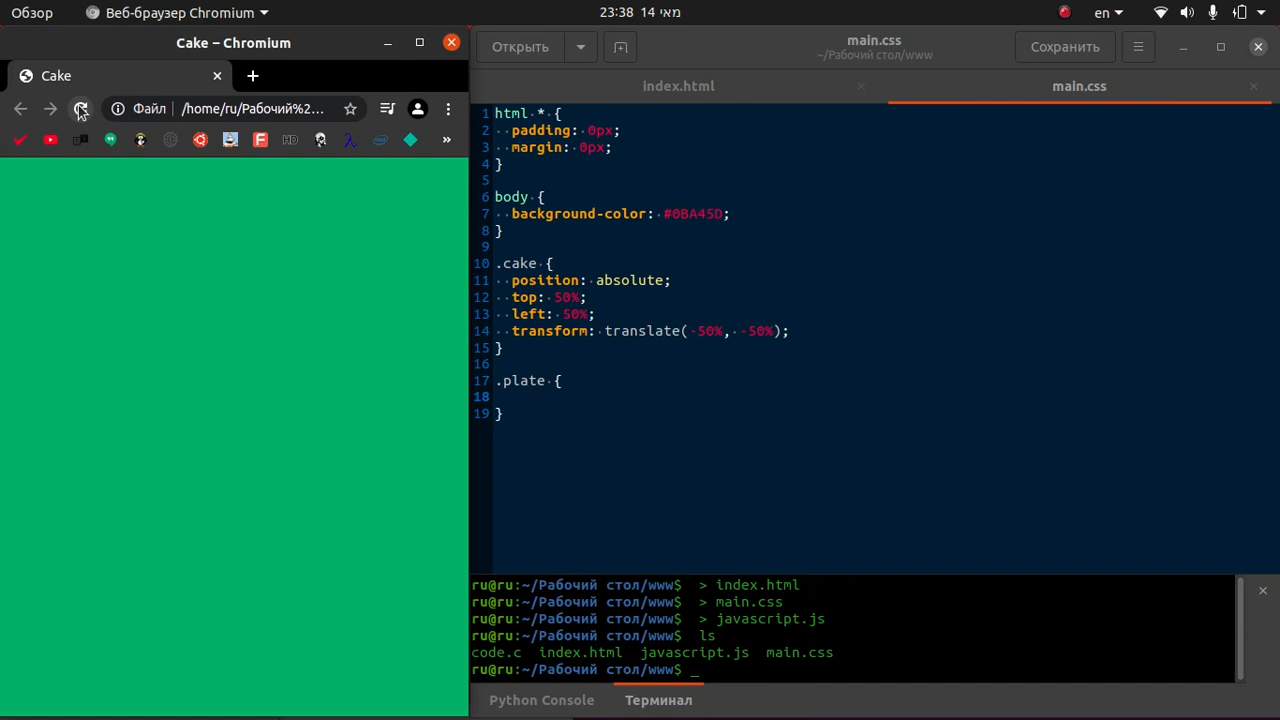 Обзор
Веб-браузер Chromium
23:38 14 מאי
en
Cake – Chromium
Cake
Файл
/home/ru/Рабочий%2...
Открыть
main.css
~/Рабочий стол/www
Сохранить
index.html
main.css
1 html * {
2 padding: 0px;
3 margin: 0px;
4 }
5
6 body {
7 background-color: #0BA45D;
8 }
9
10 .cake {
11 position: absolute;
12 top: 50%;
13 left: 50%;
14 transform: translate(-50%, -50%);
15 }
16
17 .plate {
18
19 }
ru@ru:~/Рабочий стол/www$ > index.html
ru@ru:~/Рабочий стол/www$ > main.css
ru@ru:~/Рабочий стол/www$ > javascript.js
ru@ru:~/Рабочий стол/www$ ls
code.c index.html javascript.js main.css
ru@ru:~/Рабочий стол/www$ _
Python Console
Терминал